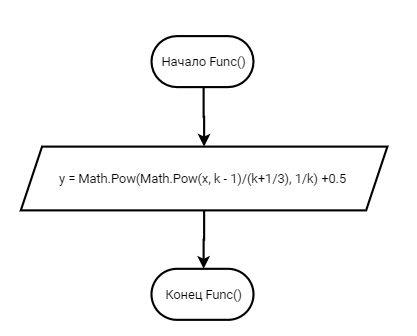 Начало Func()
y = Math.Pow(Math.Pow(x, k - 1)/(k+1/3), 1/k) +0.5
Конец Func()